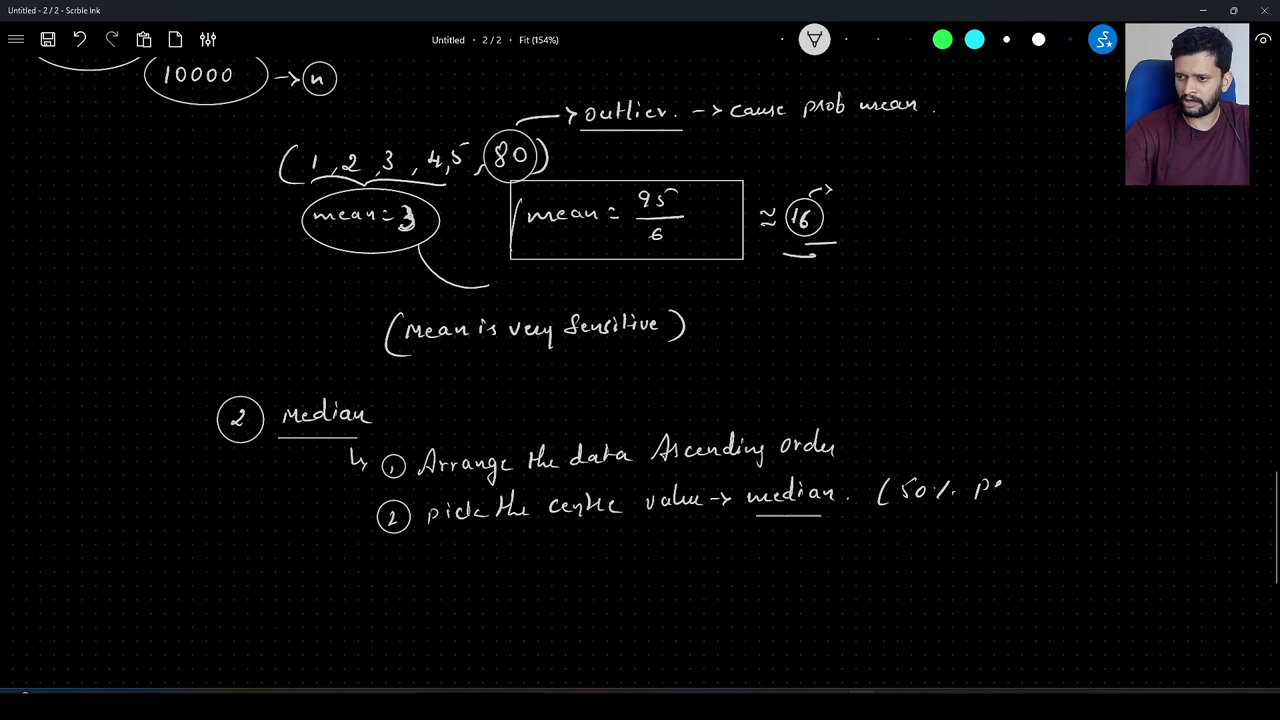 Untitled - 2 / 2 - Scrble Ink
Untitled • 2 / 2 • Fit (154%)
10000 → n
→ outlier. → cause prob mean.
(1, 2, 3, 4, 5, 80)
mean = 3
mean = 95/6 ≈ 16
(mean is very sensitive)
2 Median
1 Arrange the data Ascending order
2 pick the centre value → median. (50% pe